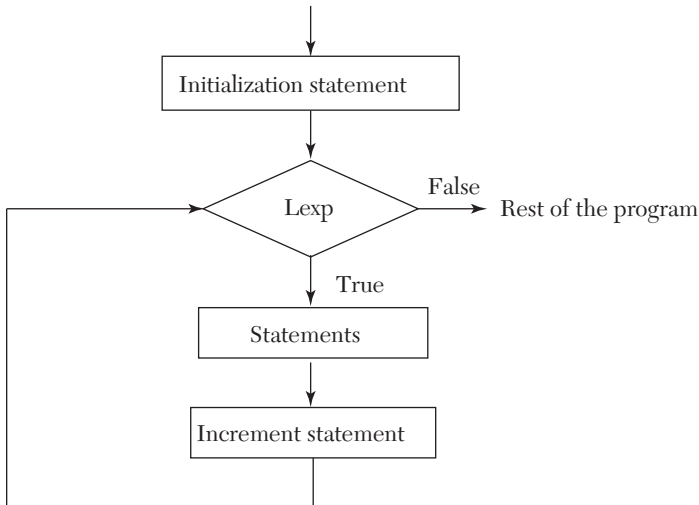 Initialization statement
Lexp
False
Rest of the program
True
Statements
Increment statement